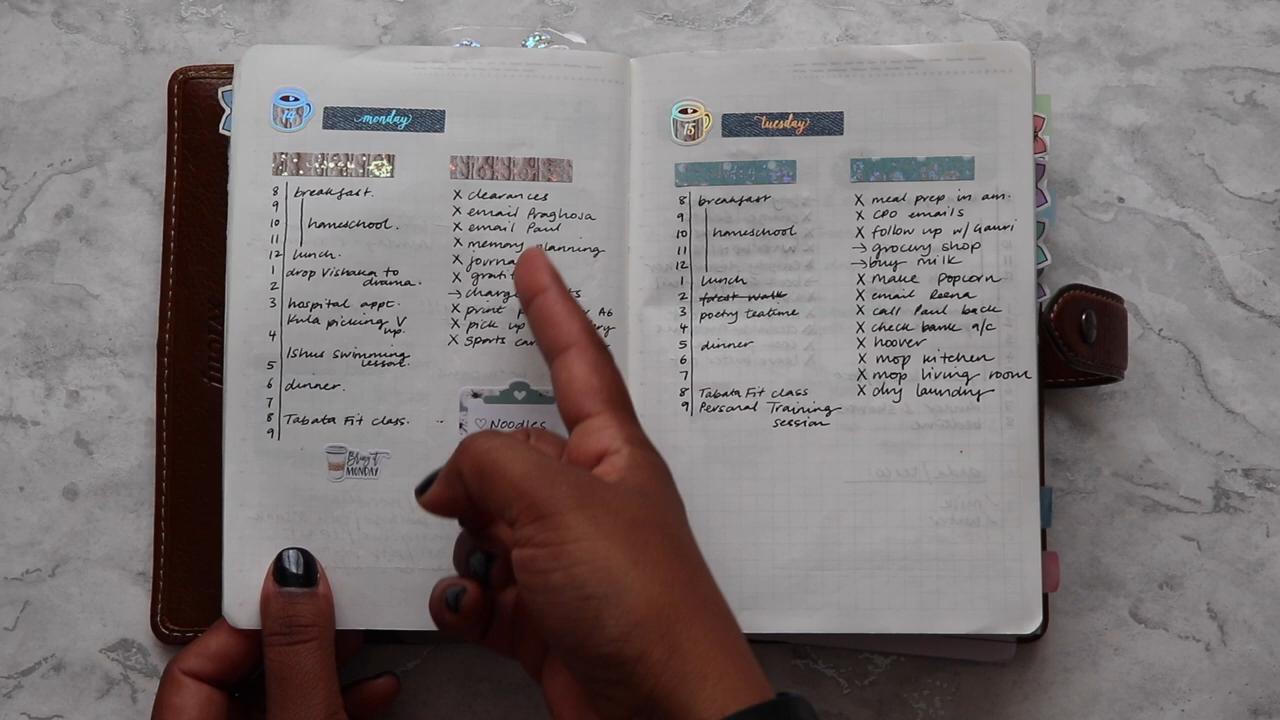 14
monday
8 breakfast.
9
10 homeschool.
11
12 lunch.
1 drop Vishaka to
2 drama.
3 hospital appt.
Kula picking V
4 up.
Ishus swimming
5 lesson.
6 dinner.
7
8 Tabata Fit class.
9
Bring it
MONDAY
X clearances
X email Praghosa
X email Paul
X memory planning
X
X
→
X print A6
X pick up
X sports
♡ Noodles
15
tuesday
8 breakfast
9
10 homeschool
11
12
1 lunch
2 forest walk
3 poetry teatime
4
5 dinner
6
7
8 Tabata Fit class
9 Personal Training
session
X meal prep in am.
X CPO emails
X follow up w/ Gauri
→ grocery shop
→ buy milk
X make popcorn
X email Reena
X call Paul back
X check bank a/c
X hoover
X mop kitchen
X mop living room
X dry laundry